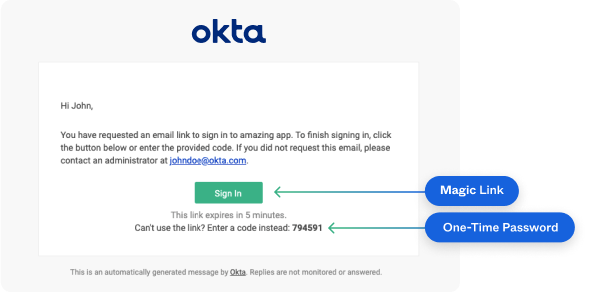 okta
Hi John,
You have requested an email link to sign in to amazing app. To finish signing in, click
the button below or enter the provided code. If you did not request this email, please
contact an administrator at johndoe@okta.com.
Sign In
Magic Link
This link expires in 5 minutes.
Can't use the link? Enter a code instead: 794591
One-Time Password
This is an automatically generated message by Okta. Replies are not monitored or answered.